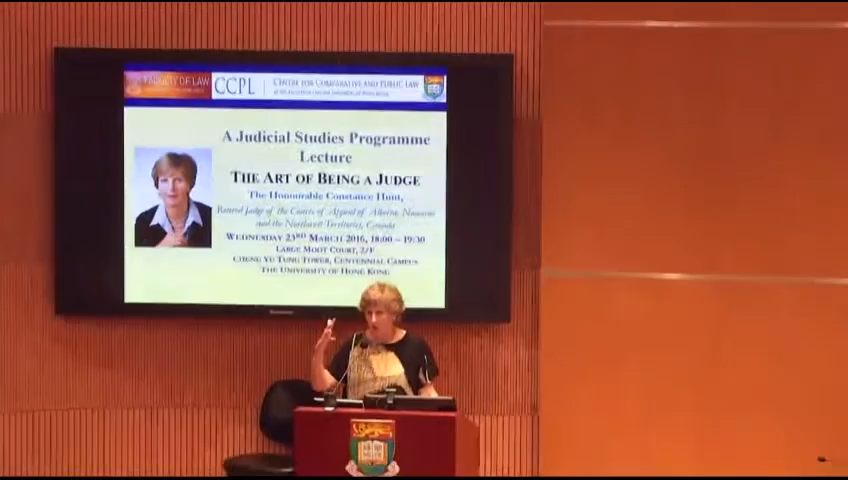 FACULTY OF LAW
CCPL
CENTRE FOR COMPARATIVE AND PUBLIC LAW
A Judicial Studies Programme
Lecture
THE ART OF BEING A JUDGE
The Honourable Constance Hunt,
Retired Judge of the Courts of Appeal of Alberta, Nunavut
and the Northwest Territories, Canada
WEDNESDAY 23RD MARCH 2016, 18:00 – 19:30
LARGE MOOT COURT, 2/F
CHENG YU TUNG TOWER, CENTENNIAL CAMPUS
THE UNIVERSITY OF HONG KONG